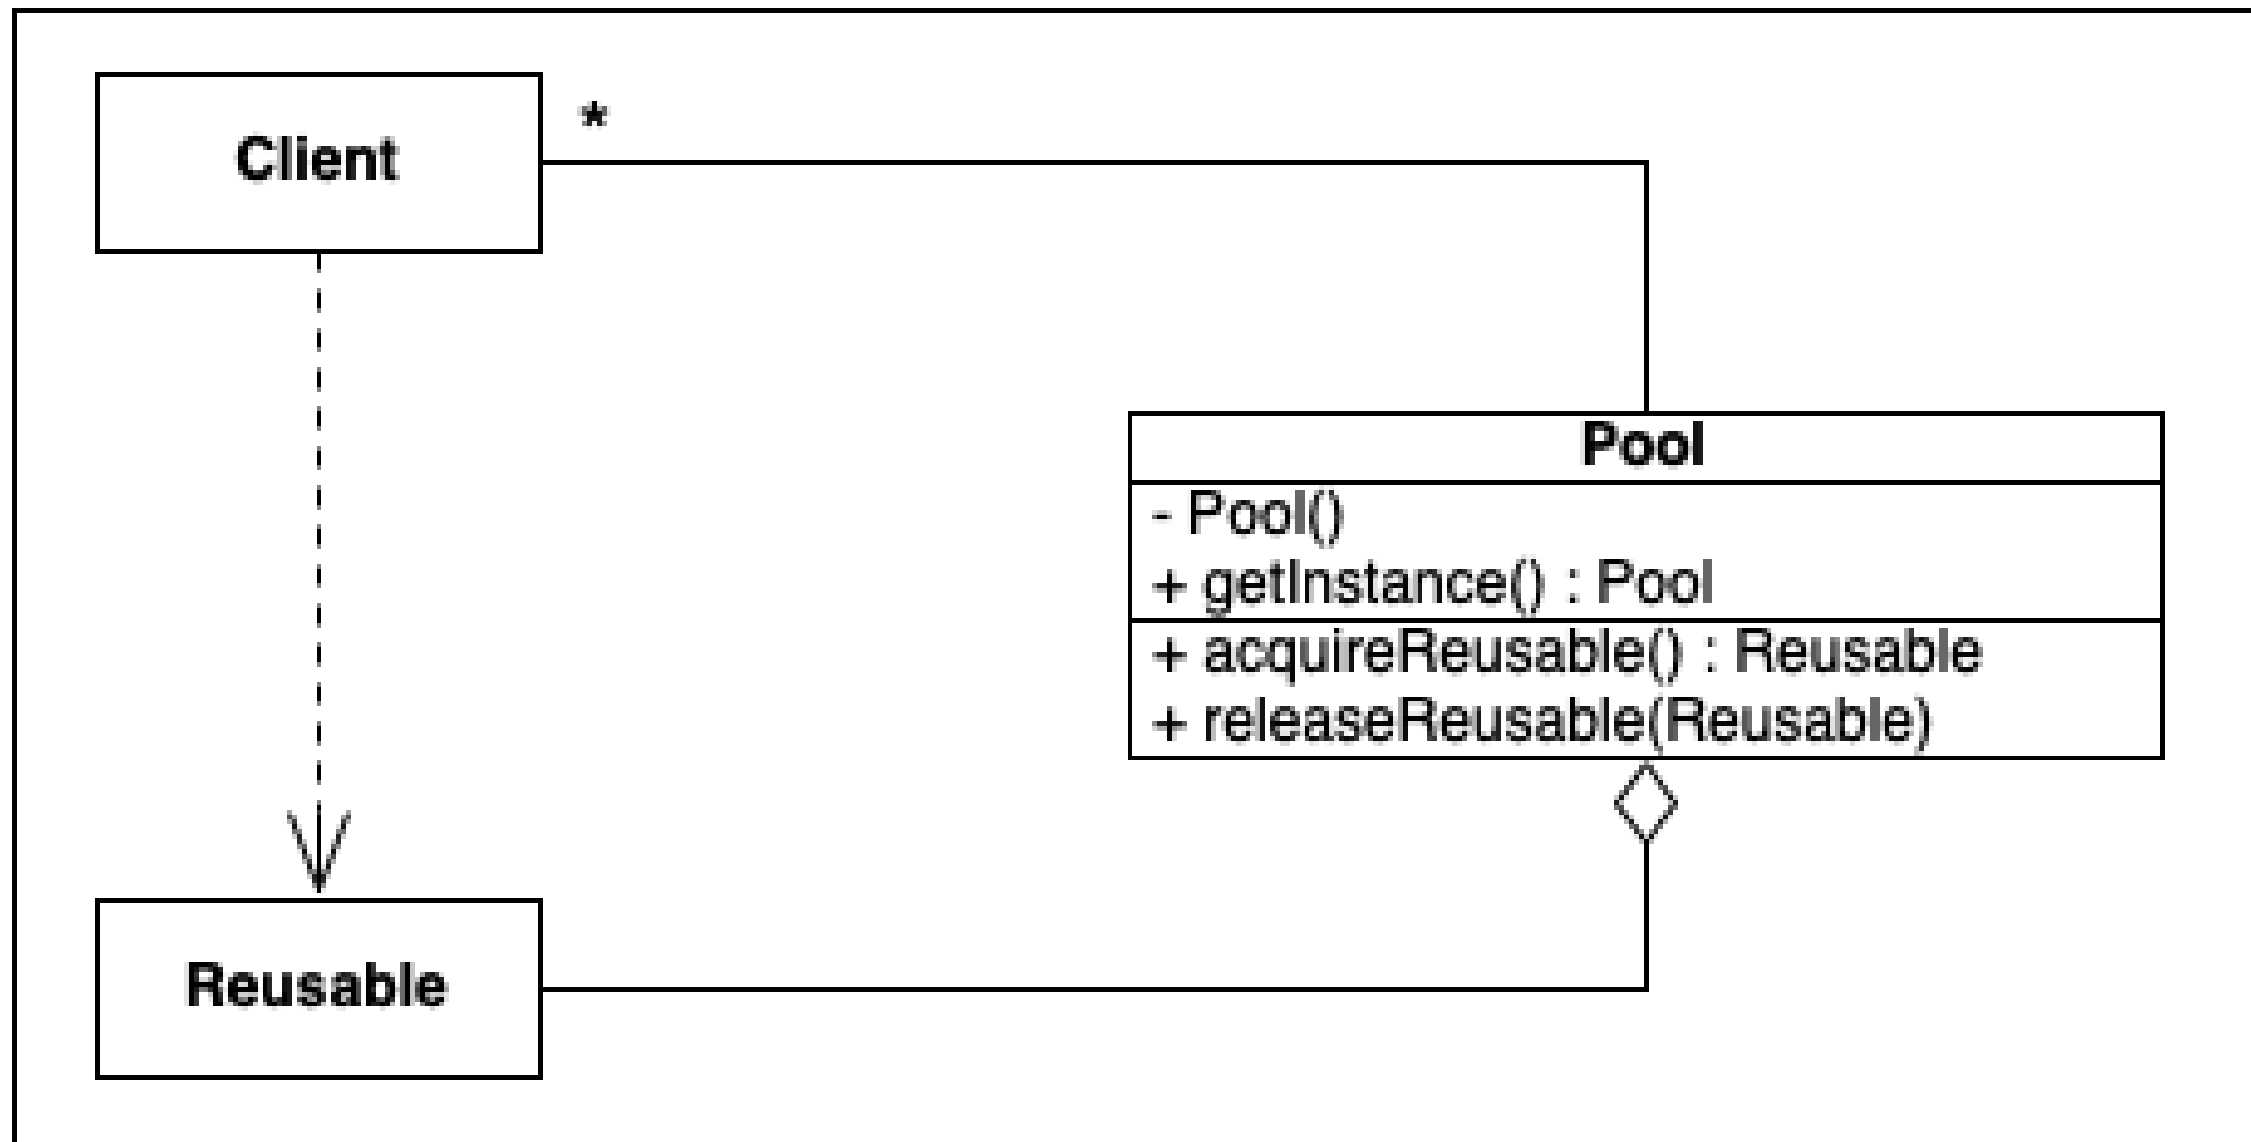 Client
*
Pool
- Pool()
+ getInstance() : Pool
+ acquireReusable() : Reusable
+ releaseReusable(Reusable)
Reusable